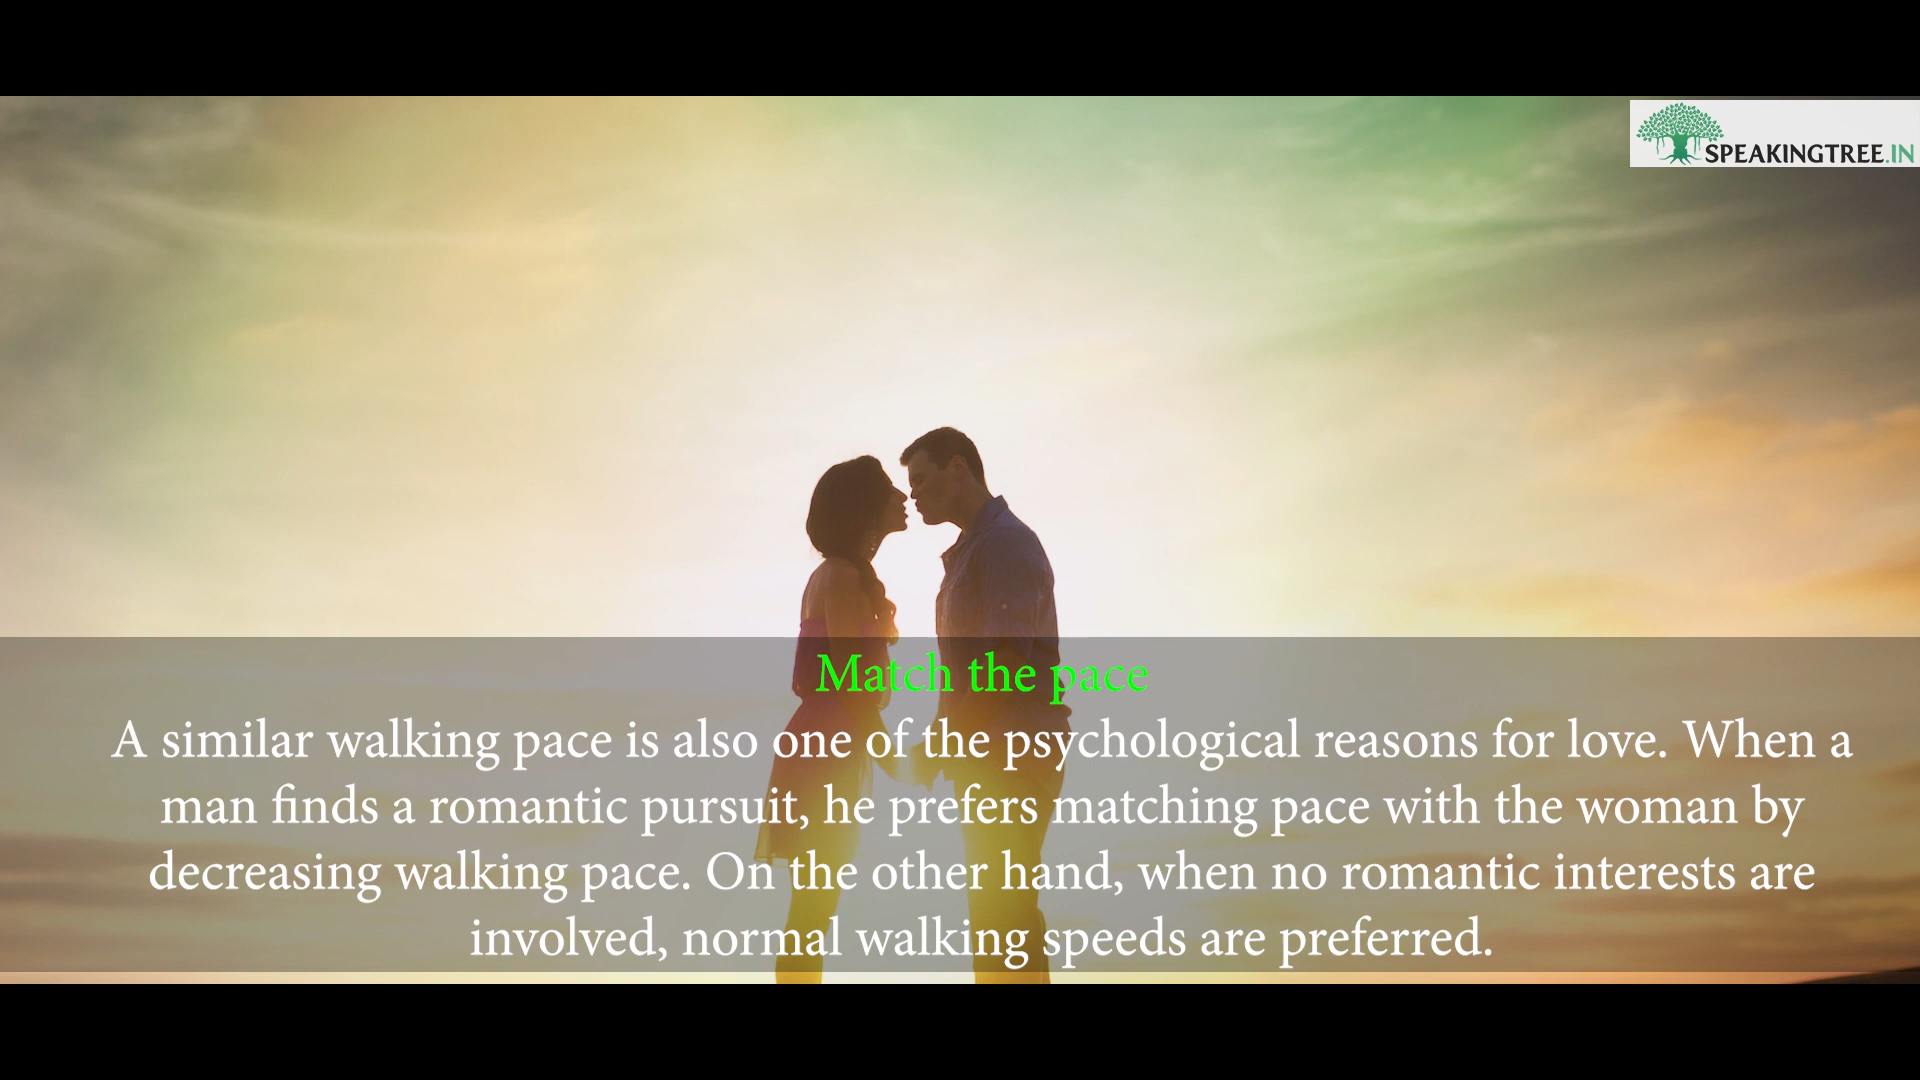 SPEAKINGTREE.IN
Match the pace
A similar walking pace is also one of the psychological reasons for love. When a
man finds a romantic pursuit, he prefers matching pace with the woman by
decreasing walking pace. On the other hand, when no romantic interests are
involved, normal walking speeds are preferred.